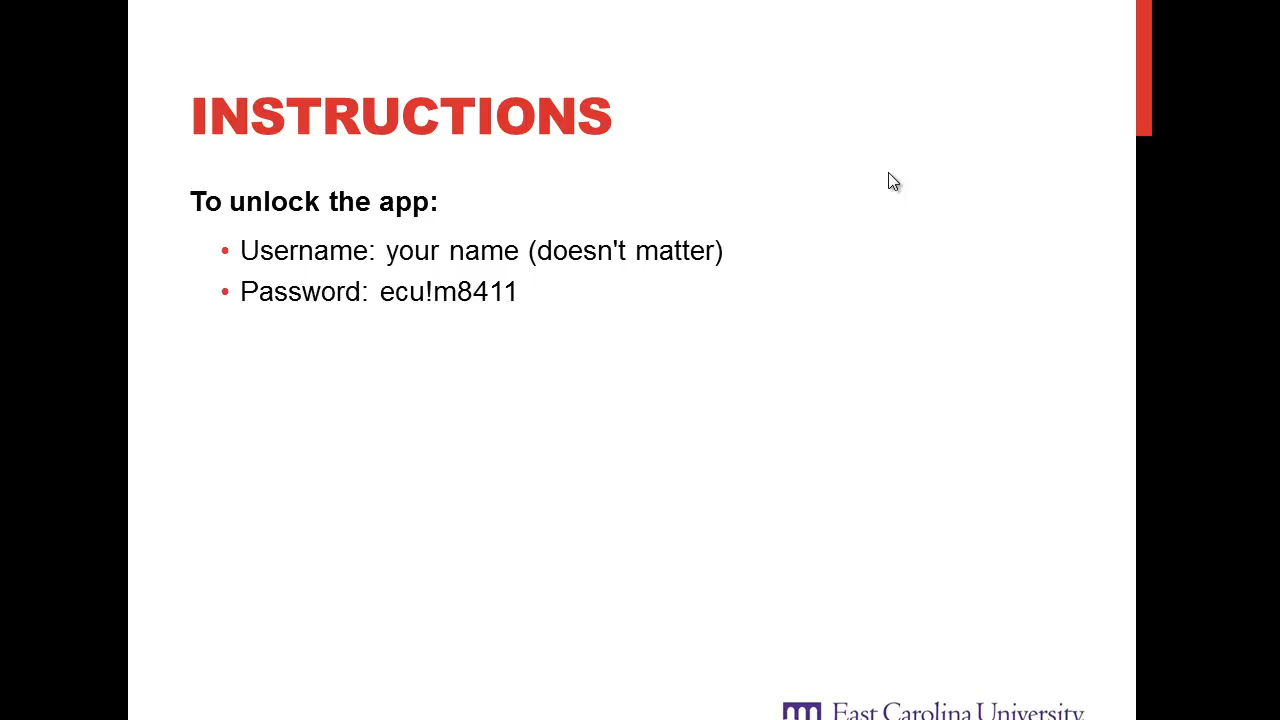 INSTRUCTIONS
To unlock the app:
• Username: your name (doesn't matter)
• Password: ecu!m8411
East Carolina University